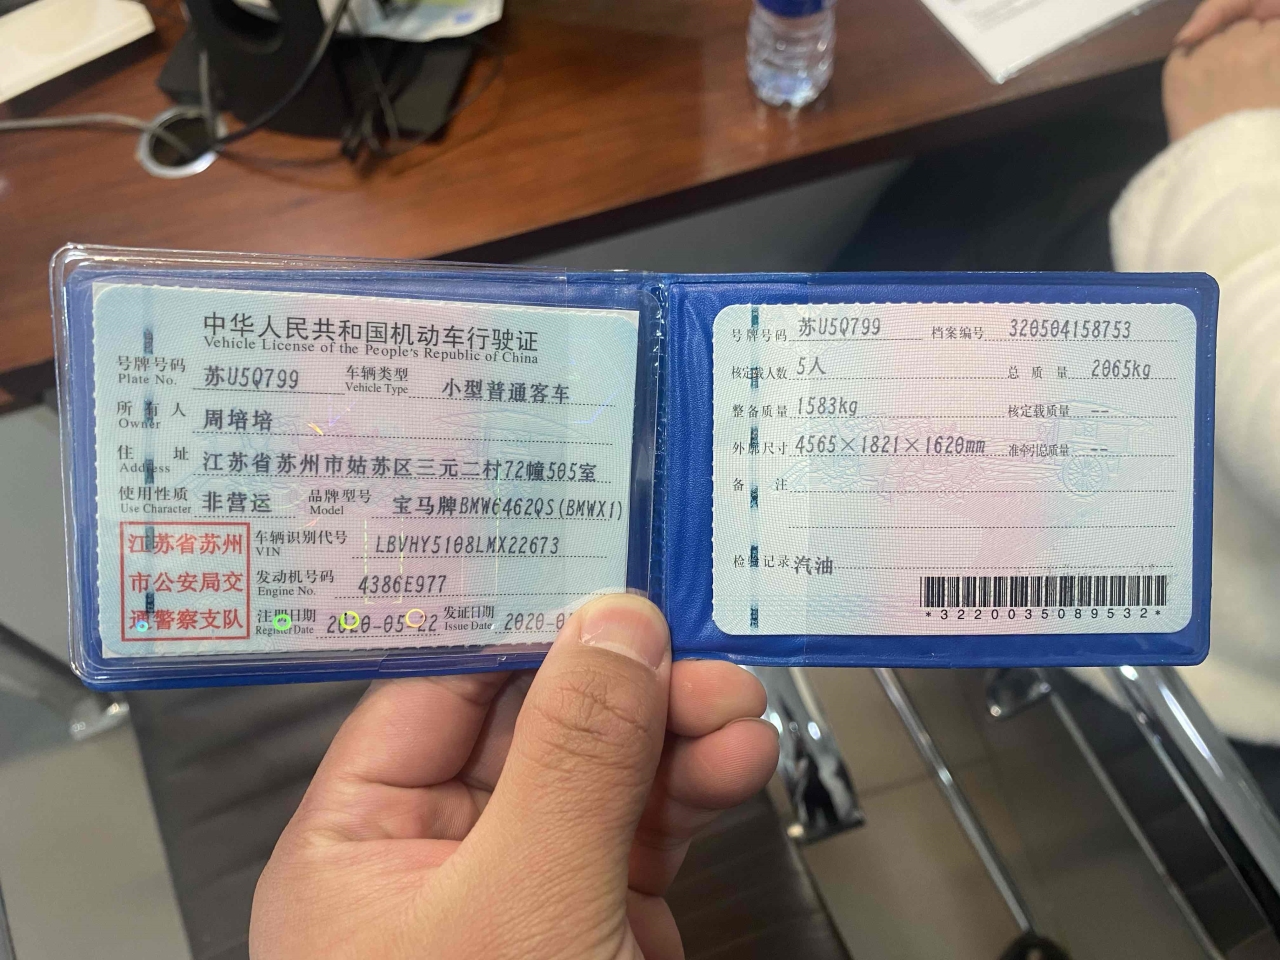 中华人民共和国机动车行驶证
Vehicle License of the People's Republic of China
号牌号码 苏U5Q799 车辆类型 小型普通客车
Plate No. Vehicle Type
所有人 周培培
Owner
住址 江苏省苏州市姑苏区三元二村72幢505室
Address
使用性质 非营运 品牌型号 宝马牌BMW6462QS(BMWX1)
Use Character Model
江苏省苏州
市公安局交
通警察支队
车辆识别代号 LBVHY5108LMX22673
VIN
发动机号码 4386E977
Engine No.
注册日期 2020-05-22 发证日期 2020-0
Register Date Issue Date
号牌号码 苏U5Q799 档案编号 320504158753
核定载人数 5人 总质量 2065kg
整备质量 1583kg 核定载质量 --
外廓尺寸 4565×1821×1620mm 准牵引总质量 --
备注
检验记录 汽油
*3220035089532*